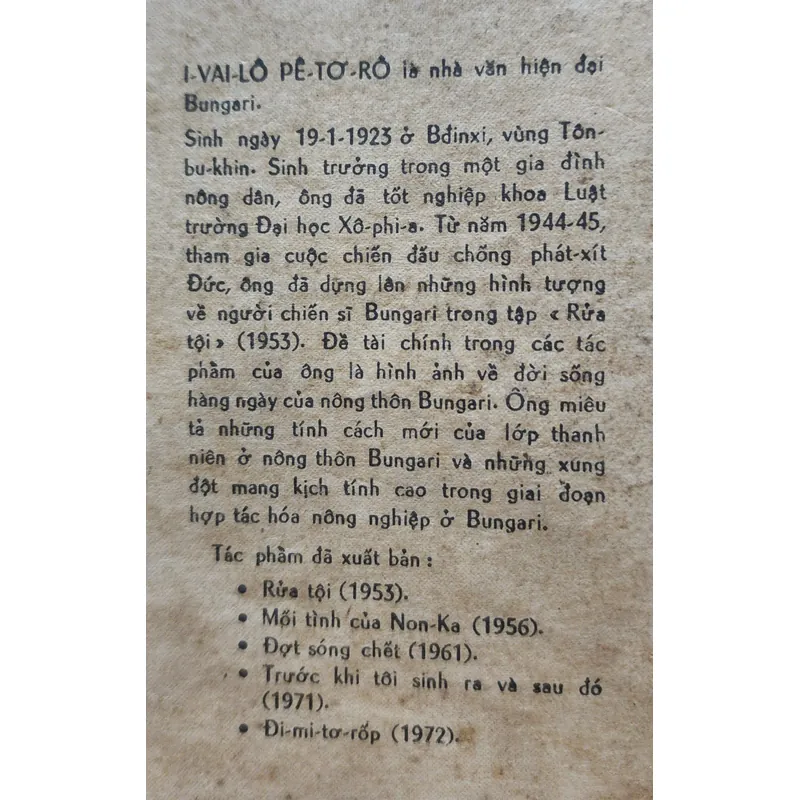 I-VAI-LÔ PÊ-TƠ-RÔ là nhà văn hiện đại
Bungari.
Sinh ngày 19-1-1923 ở Bđinxi, vùng Tôn-
bu-khin. Sinh trưởng trong một gia đình
nông dân, ông đã tốt nghiệp khoa Luật
trường Đại học Xô-phi-a. Từ năm 1944-45,
tham gia cuộc chiến đấu chống phát-xít
Đức, ông đã dựng lên những hình tượng
về người chiến sĩ Bungari trong tập « Rửa
tội » (1953). Đề tài chính trong các tác
phẩm của ông là hình ảnh về đời sống
hàng ngày của nông thôn Bungari. Ông miêu
tả những tính cách mới của lớp thanh
niên ở nông thôn Bungari và những xung
đột mang kịch tính cao trong giai đoạn
hợp tác hóa nông nghiệp ở Bungari.
Tác phẩm đã xuất bản :
• Rửa tội (1953).
• Mối tình của Non-Ka (1956).
• Đợt sóng chết (1961).
• Trước khi tôi sinh ra và sau đó
(1971).
• Đi-mi-tơ-rốp (1972).